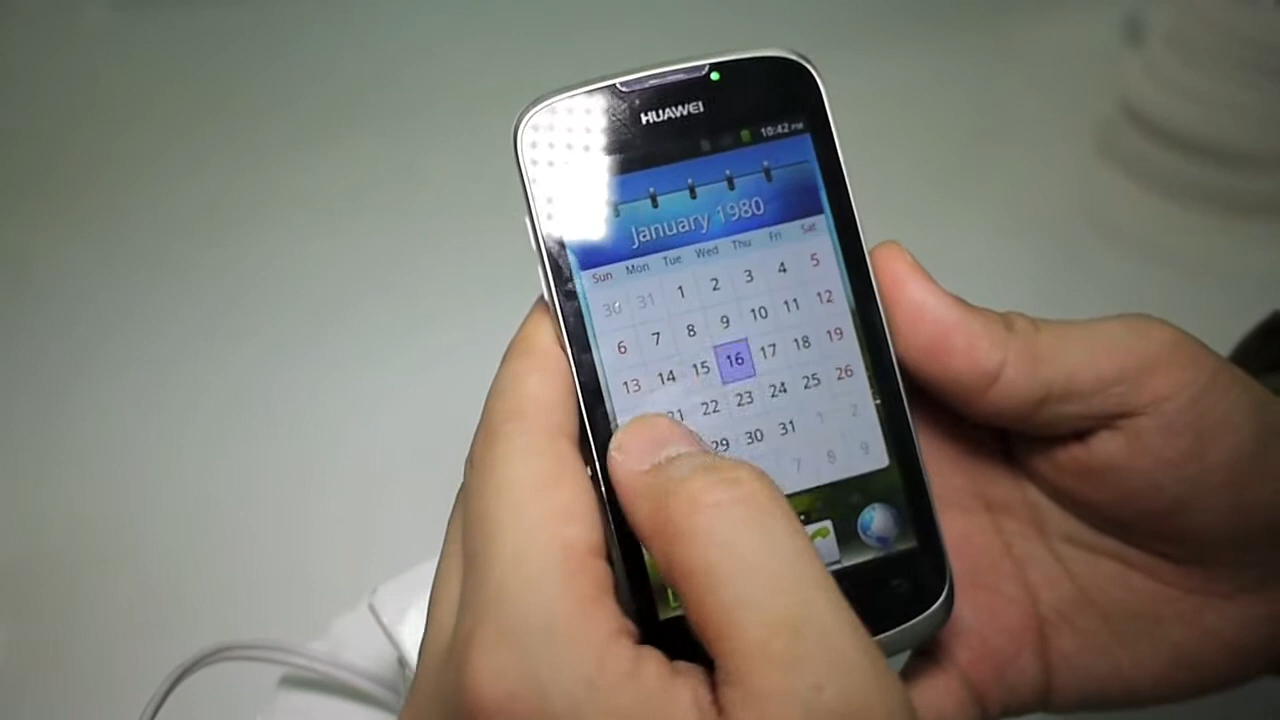 HUAWEI
10:42 PM
January 1980
Sun Mon Tue Wed Thu Fri Sat
30 31 1 2 3 4 5
6 7 8 9 10 11 12
13 14 15 16 17 18 19
21 22 23 24 25 26
29 30 31 1 2
7 8 9